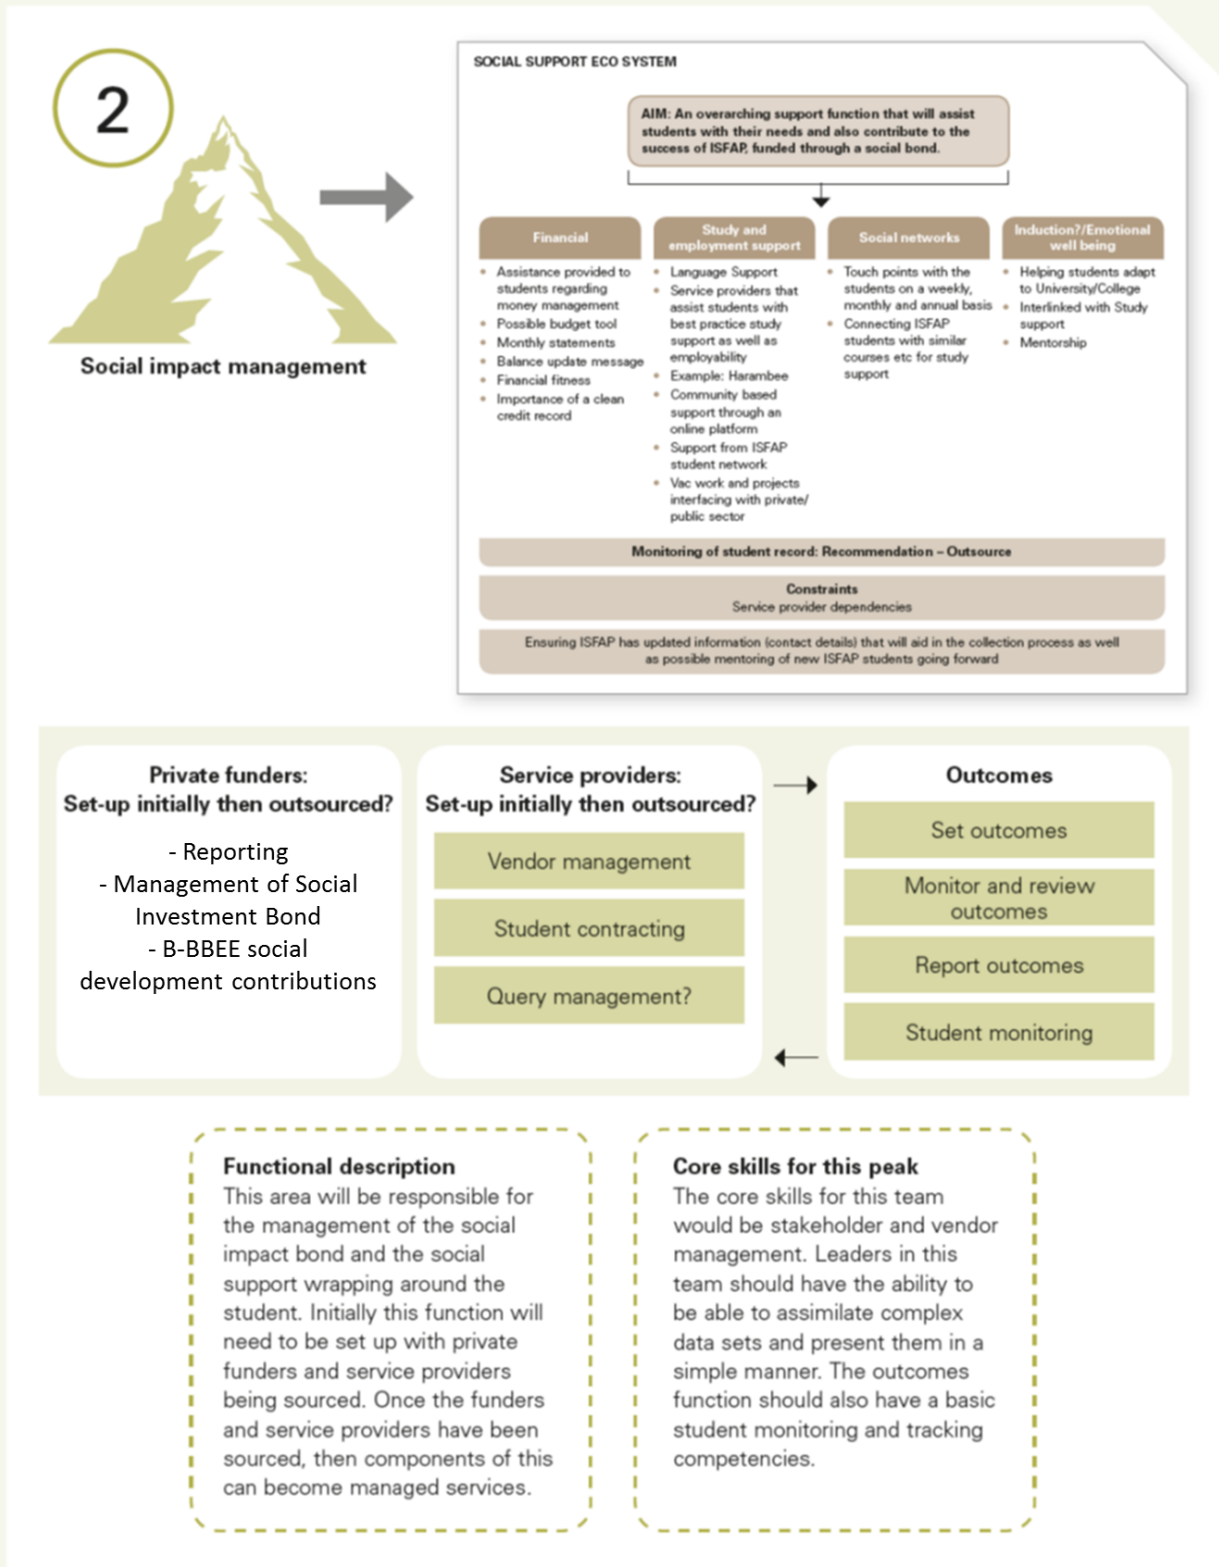 2
Social impact management
SOCIAL SUPPORT ECO SYSTEM
AIM: An overarching support function that will assist
students with their needs and also contribute to the
success of ISFAP, funded through a social bond.
Financial
• Assistance provided to
students regarding
money management
• Possible budget tool
• Monthly statements
• Balance update message
• Financial fitness
• Importance of a clean
credit record
Study and
employment support
• Language Support
• Service providers that
assist students with
best practice study
support as well as
employability
• Example: Harambee
• Community based
support through an
online platform
• Support from ISFAP
student network
• Vac work and projects
interfacing with private/
public sector
Social networks
• Touch points with the
students on a weekly,
monthly and annual basis
• Connecting ISFAP
students with similar
courses etc for study
support
Induction?/Emotional
well being
• Helping students adapt
to University/College
• Interlinked with Study
support
• Mentorship
Monitoring of student record: Recommendation – Outsource
Constraints
Service provider dependencies
Ensuring ISFAP has updated information (contact details) that will aid in the collection process as well
as possible mentoring of new ISFAP students going forward
Private funders:
Set-up initially then outsourced?
- Reporting
- Management of Social
Investment Bond
- B-BBEE social
development contributions
Service providers:
Set-up initially then outsourced?
Vendor management
Student contracting
Query management?
Outcomes
Set outcomes
Monitor and review
outcomes
Report outcomes
Student monitoring
Functional description
This area will be responsible for
the management of the social
impact bond and the social
support wrapping around the
student. Initially this function will
need to be set up with private
funders and service providers
being sourced. Once the funders
and service providers have been
sourced, then components of this
can become managed services.
Core skills for this peak
The core skills for this team
would be stakeholder and vendor
management. Leaders in this
team should have the ability to
be able to assimilate complex
data sets and present them in a
simple manner. The outcomes
function should also have a basic
student monitoring and tracking
competencies.